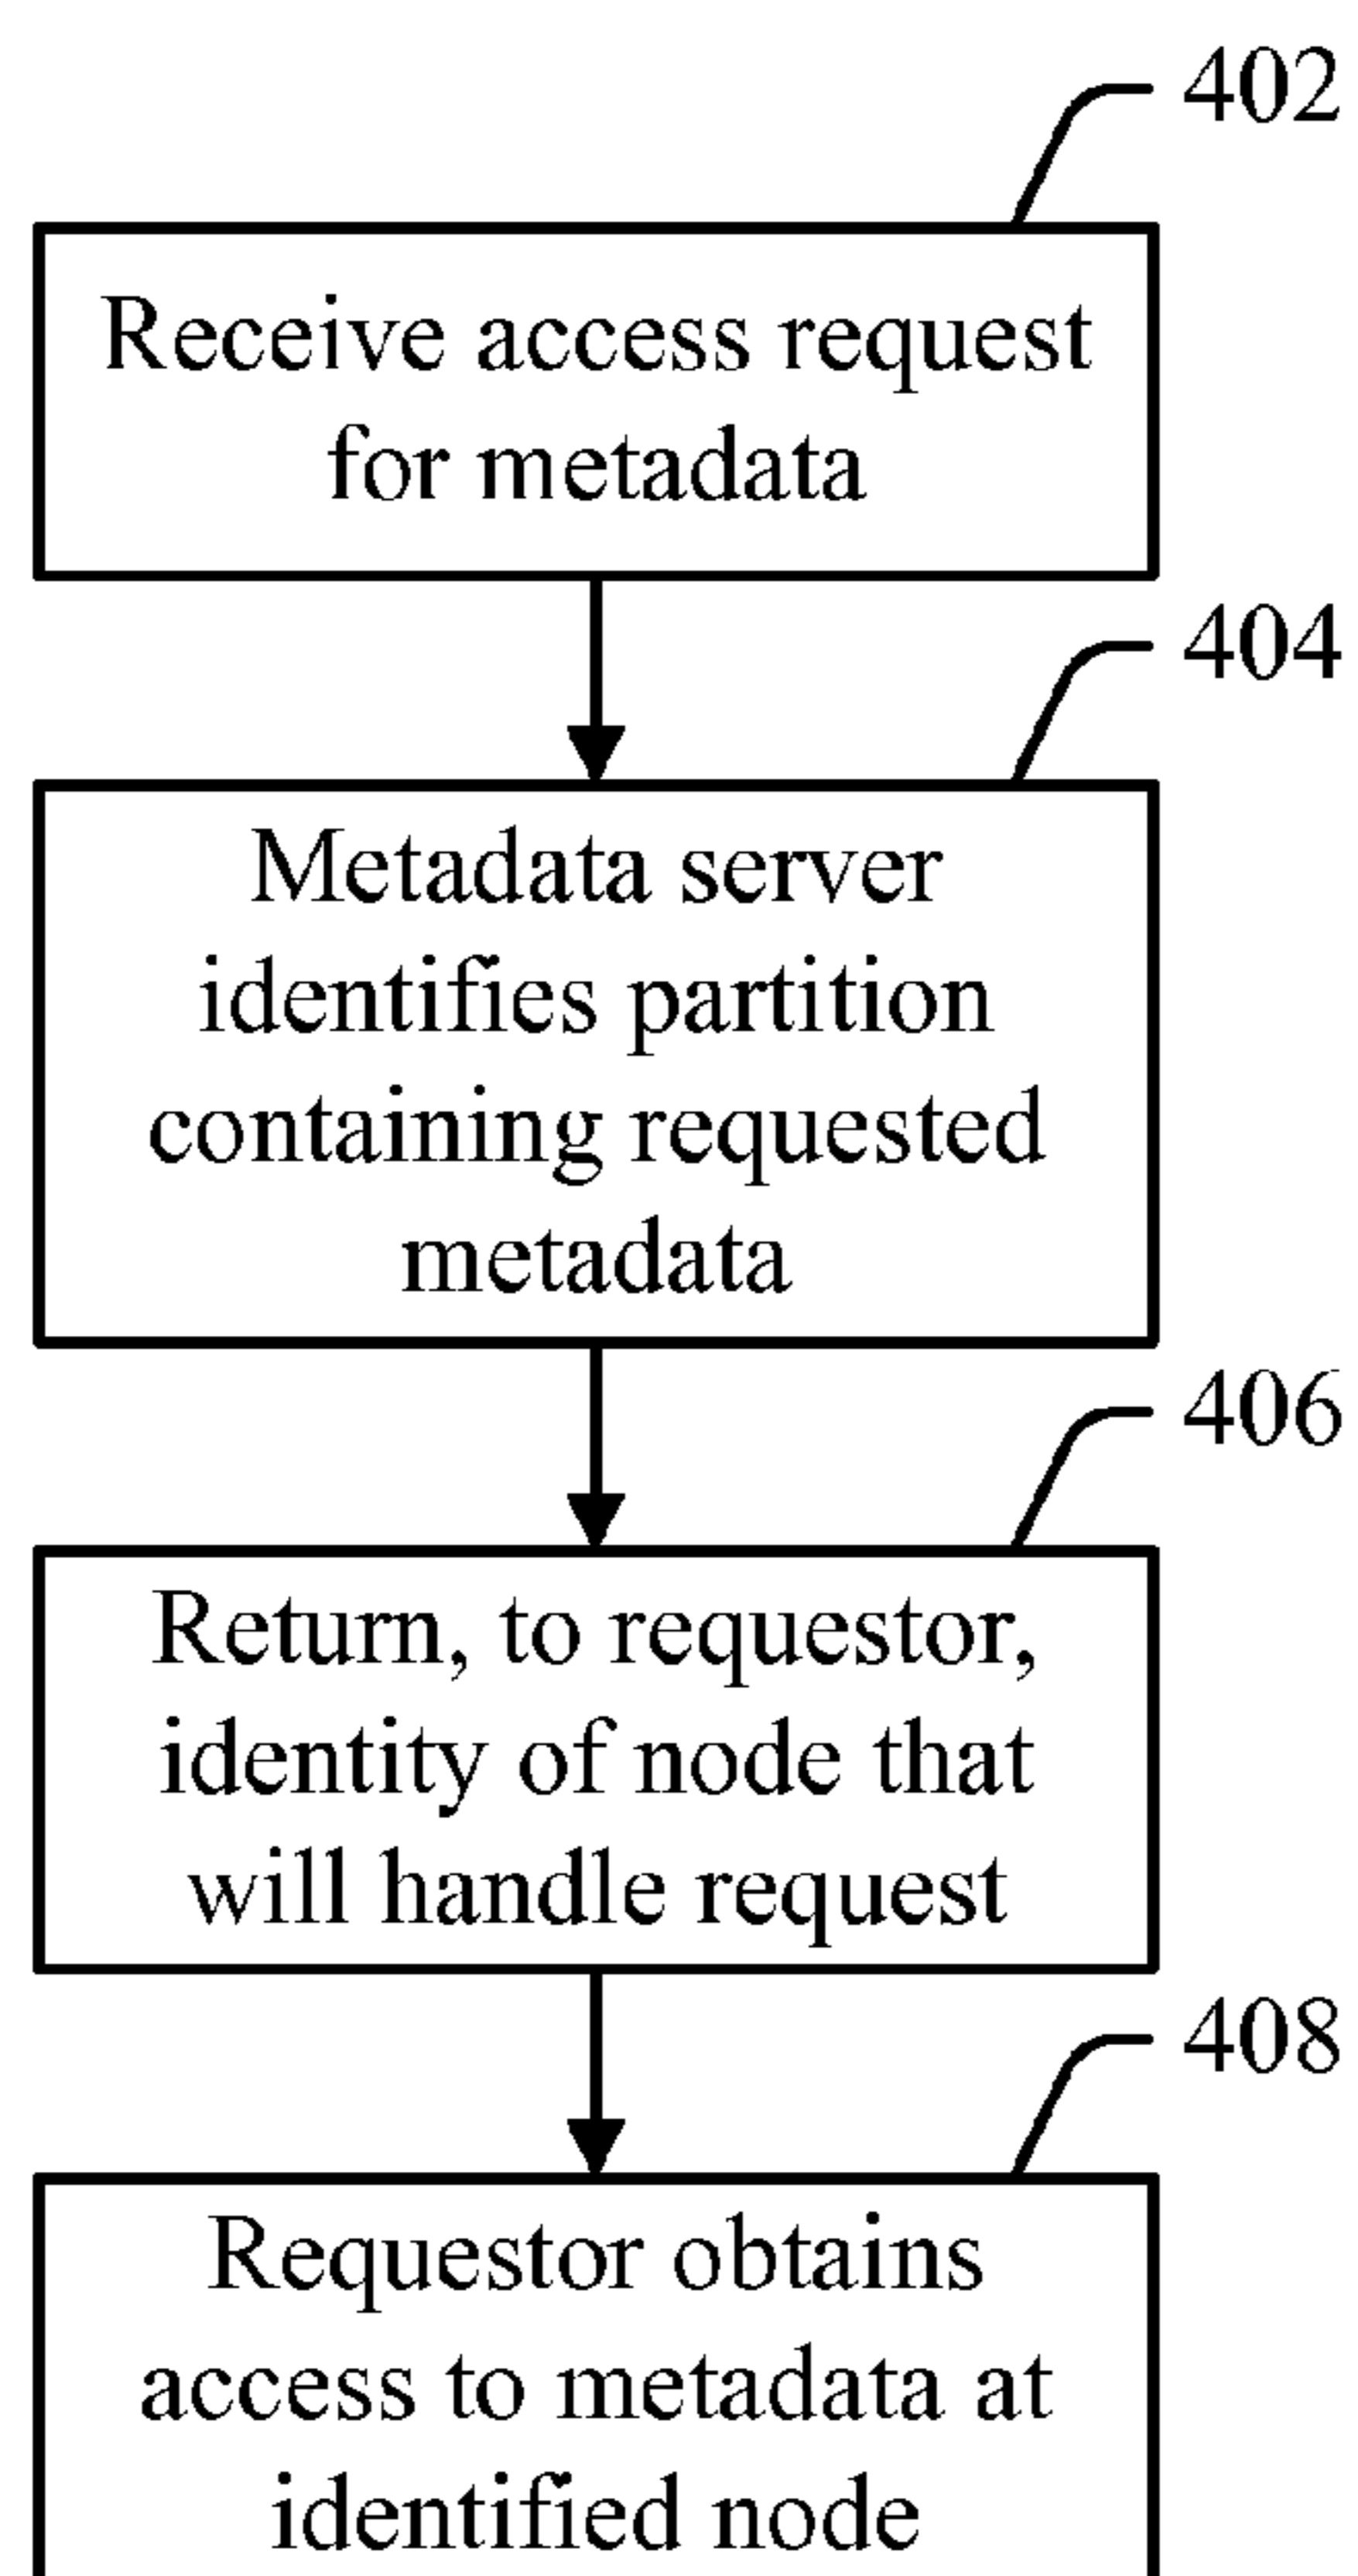 402
Receive access request
for metadata
404
Metadata server
identifies partition
containing requested
metadata
406
Return, to requestor,
identity of node that
will handle request
408
Requestor obtains
access to metadata at
identified node